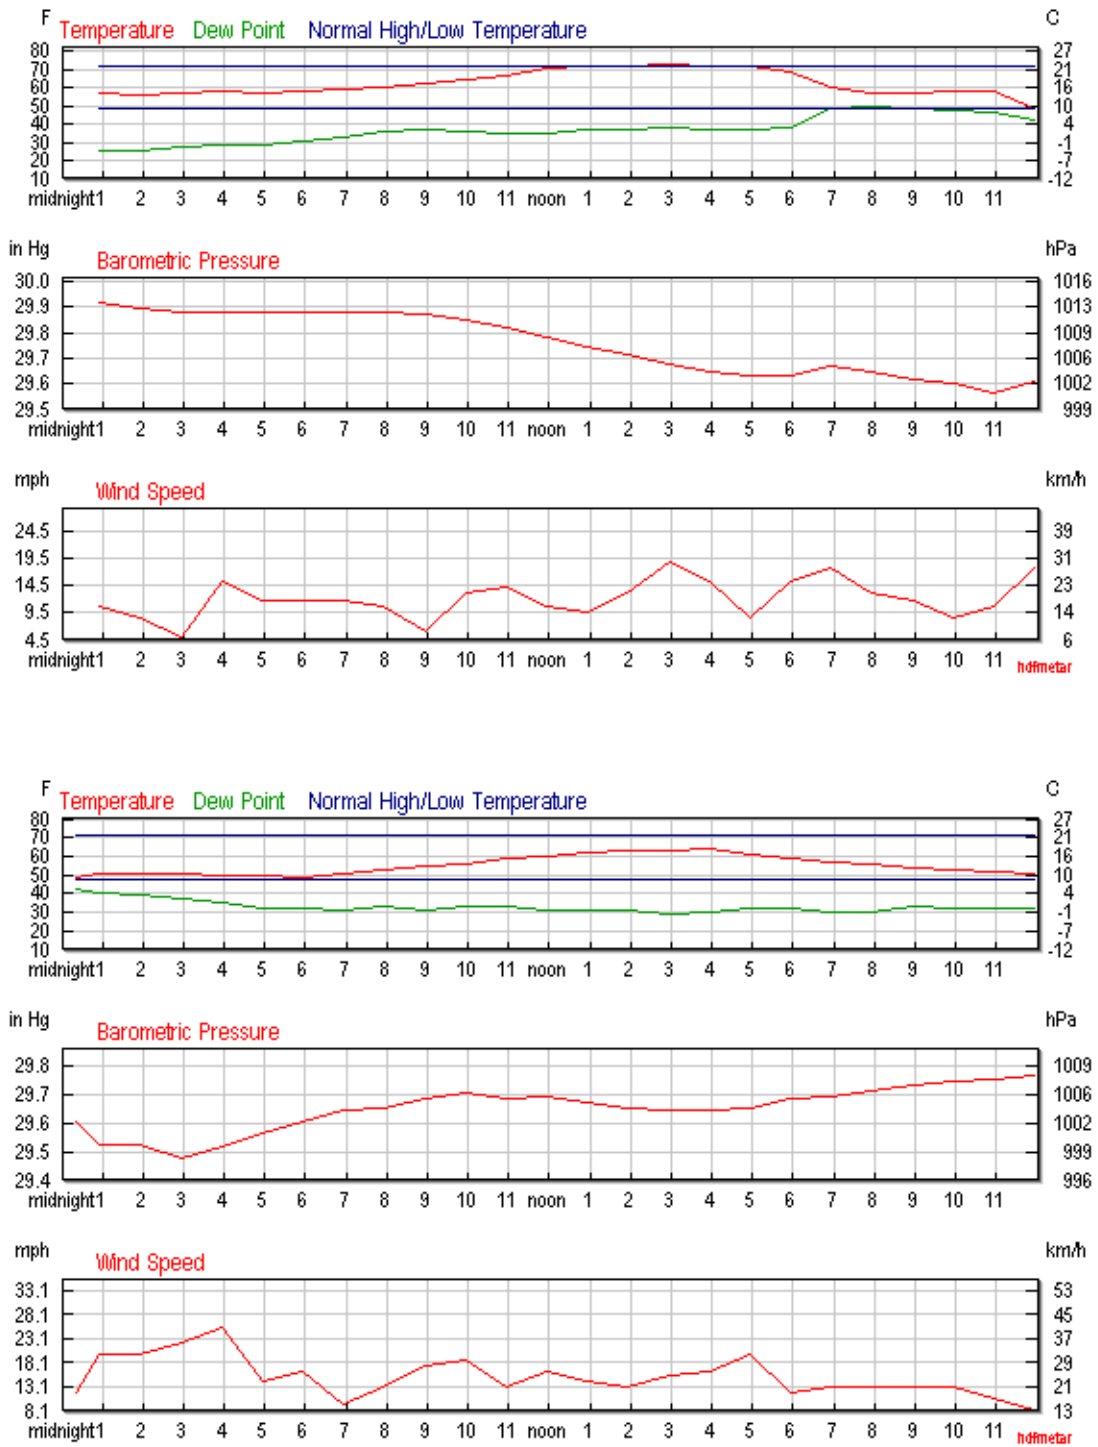 F C
Temperature Dew Point Normal High/Low Temperature
80 27
70 21
60 16
50 10
40 4
30 -1
20 -7
10 -12
midnight1 2 3 4 5 6 7 8 9 10 11 noon 1 2 3 4 5 6 7 8 9 10 11
in Hg hPa
Barometric Pressure
30.0 1016
29.9 1013
29.8 1009
29.7 1006
29.6 1002
29.5 999
midnight1 2 3 4 5 6 7 8 9 10 11 noon 1 2 3 4 5 6 7 8 9 10 11
mph km/h
Wind Speed
24.5 39
19.5 31
14.5 23
9.5 14
4.5 6
midnight1 2 3 4 5 6 7 8 9 10 11 noon 1 2 3 4 5 6 7 8 9 10 11
hdfmetar
F C
Temperature Dew Point Normal High/Low Temperature
80 27
70 21
60 16
50 10
40 4
30 -1
20 -7
10 -12
midnight1 2 3 4 5 6 7 8 9 10 11 noon 1 2 3 4 5 6 7 8 9 10 11
in Hg hPa
Barometric Pressure
29.8 1009
29.7 1006
29.6 1002
29.5 999
29.4 996
midnight1 2 3 4 5 6 7 8 9 10 11 noon 1 2 3 4 5 6 7 8 9 10 11
mph km/h
Wind Speed
33.1 53
28.1 45
23.1 37
18.1 29
13.1 21
8.1 13
midnight1 2 3 4 5 6 7 8 9 10 11 noon 1 2 3 4 5 6 7 8 9 10 11
hdfmetar